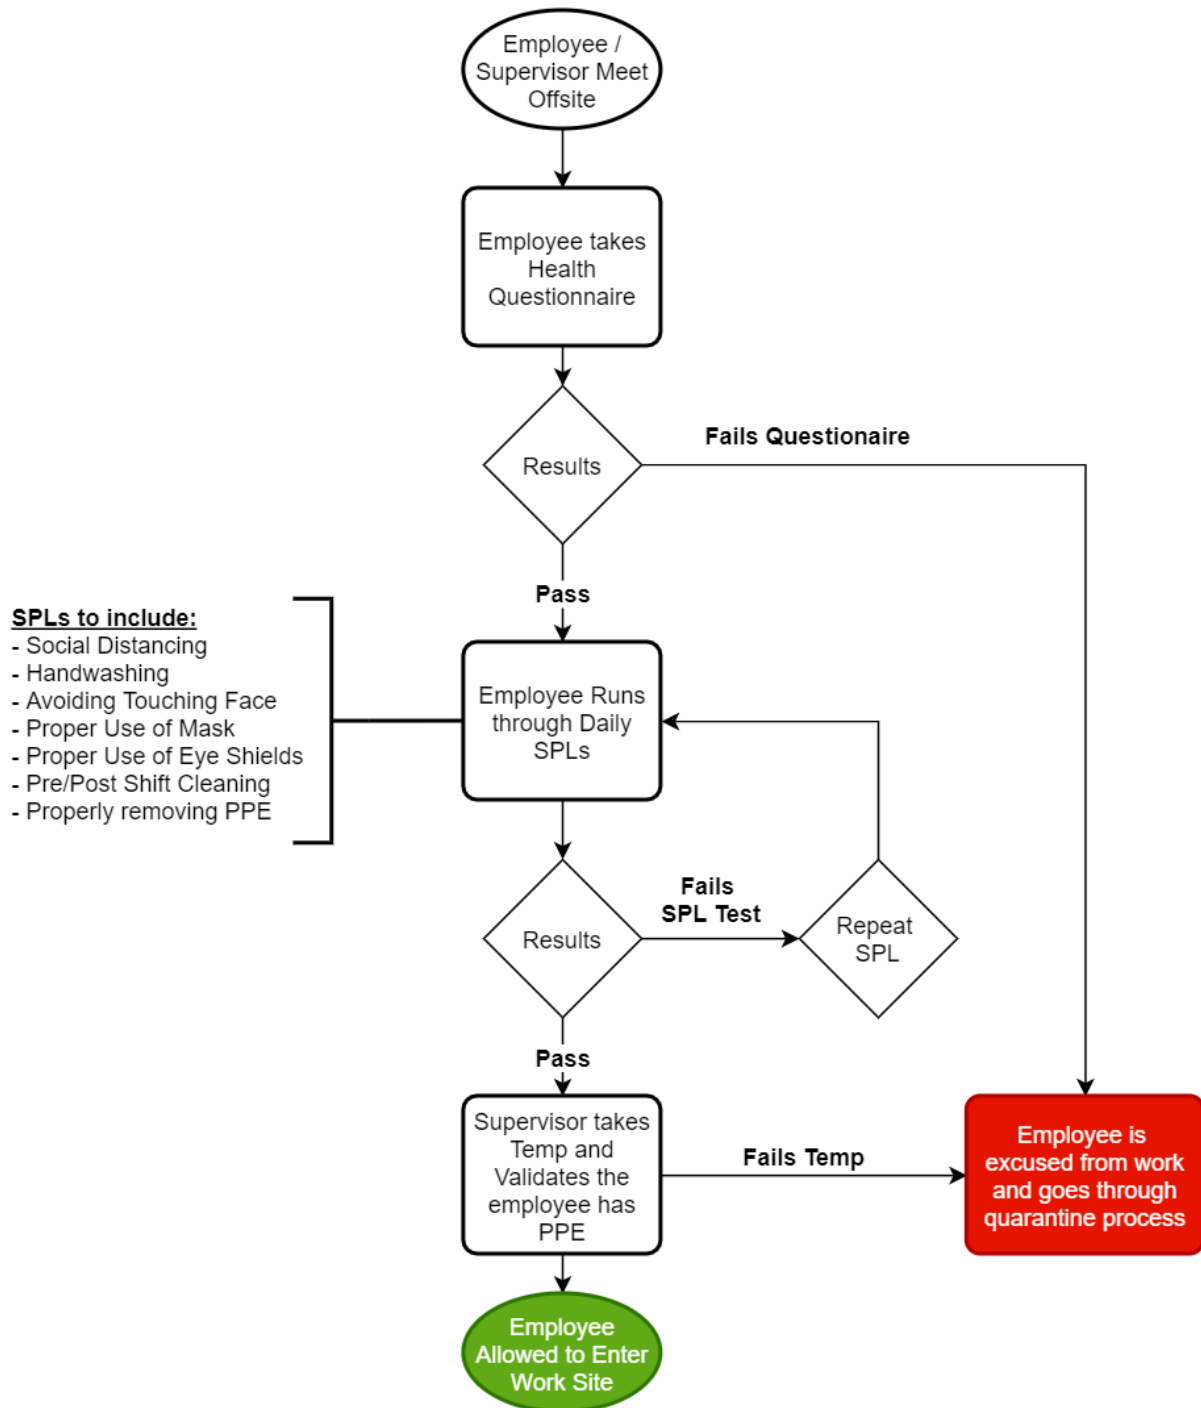 Employee /
Supervisor Meet
Offsite
Employee takes
Health
Questionnaire
Results
Fails Questionaire
Pass
SPLs to include:
- Social Distancing
- Handwashing
- Avoiding Touching Face
- Proper Use of Mask
- Proper Use of Eye Shields
- Pre/Post Shift Cleaning
- Properly removing PPE
Employee Runs
through Daily
SPLs
Results
Fails
SPL Test
Repeat
SPL
Pass
Supervisor takes
Temp and
Validates the
employee has
PPE
Fails Temp
Employee is
excused from work
and goes through
quarantine process
Employee
Allowed to Enter
Work Site